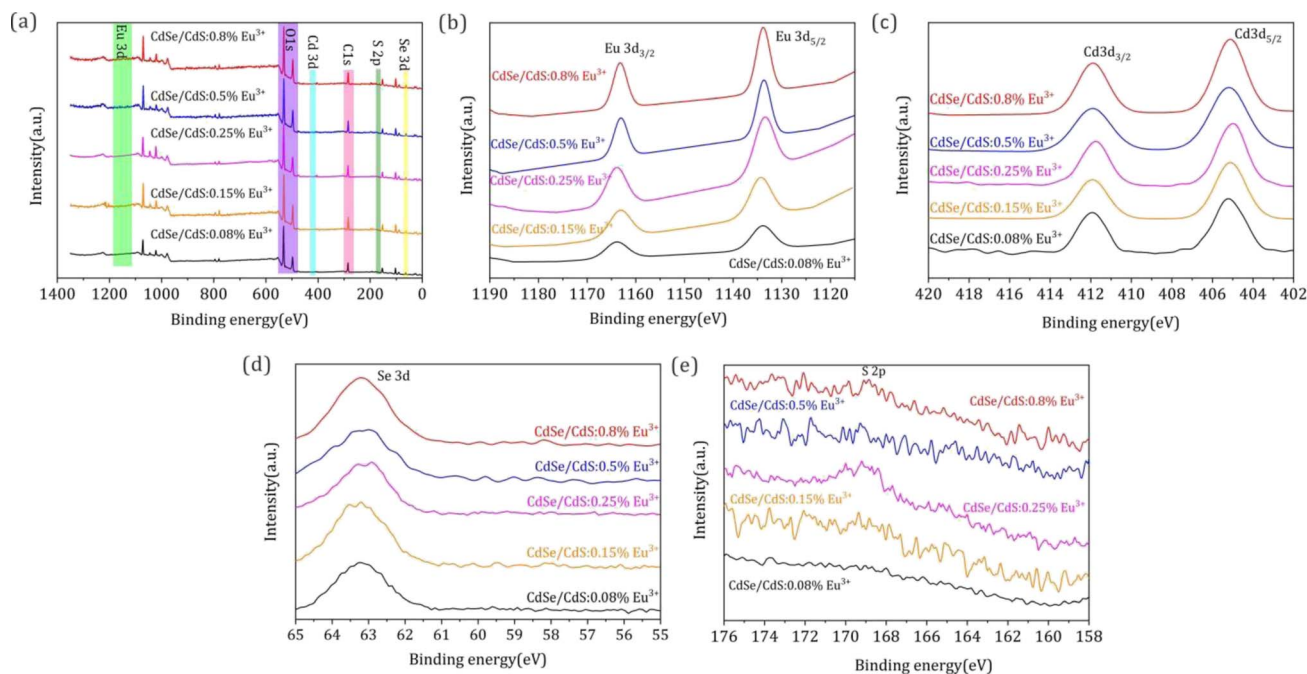 (a)
Eu 3d
O1s
Cd 3d
C1s
S 2p
Se 3d
CdSe/CdS:0.8% Eu³⁺
CdSe/CdS:0.5% Eu³⁺
CdSe/CdS:0.25% Eu³⁺
CdSe/CdS:0.15% Eu³⁺
CdSe/CdS:0.08% Eu³⁺
Intensity(a.u.)
1400 1200 1000 800 600 400 200 0
Binding energy(eV)
(b)
Eu 3d₃/₂
Eu 3d₅/₂
CdSe/CdS:0.8% Eu³⁺
CdSe/CdS:0.5% Eu³⁺
CdSe/CdS:0.25% Eu³⁺
CdSe/CdS:0.15% Eu³⁺
CdSe/CdS:0.08% Eu³⁺
Intensity(a.u.)
1190 1180 1170 1160 1150 1140 1130 1120
Binding energy(eV)
(c)
Cd3d₃/₂
Cd3d₅/₂
CdSe/CdS:0.8% Eu³⁺
CdSe/CdS:0.5% Eu³⁺
CdSe/CdS:0.25% Eu³⁺
CdSe/CdS:0.15% Eu³⁺
CdSe/CdS:0.08% Eu³⁺
Intensity(a.u.)
420 418 416 414 412 410 408 406 404 402
Binding energy(eV)
(d)
Se 3d
CdSe/CdS:0.8% Eu³⁺
CdSe/CdS:0.5% Eu³⁺
CdSe/CdS:0.25% Eu³⁺
CdSe/CdS:0.15% Eu³⁺
CdSe/CdS:0.08% Eu³⁺
Intensity(a.u.)
65 64 63 62 61 60 59 58 57 56 55
Binding energy(eV)
(e)
S 2p
CdSe/CdS:0.8% Eu³⁺
CdSe/CdS:0.5% Eu³⁺
CdSe/CdS:0.25% Eu³⁺
CdSe/CdS:0.15% Eu³⁺
CdSe/CdS:0.08% Eu³⁺
Intensity(a.u.)
176 174 172 170 168 166 164 162 160 158
Binding energy(eV)